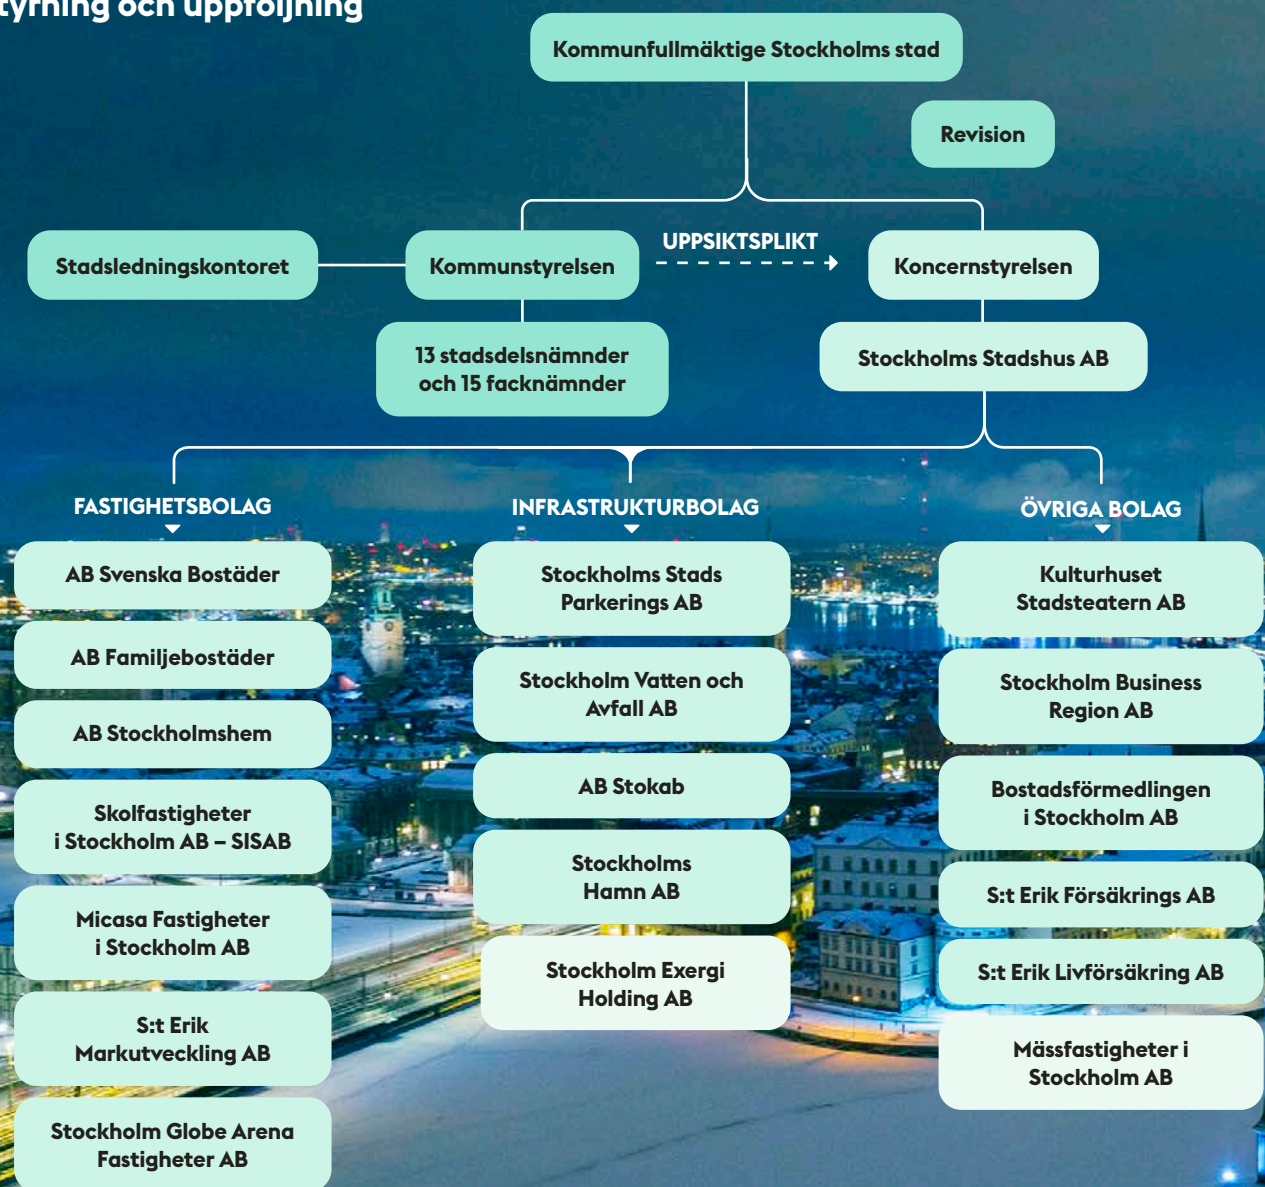 tyrning och uppföljning
Kommunfullmäktige Stockholms stad
Revision
Stadsledningskontoret
Kommunstyrelsen
UPPSIKTSPLIKT
Koncernstyrelsen
13 stadsdelsnämnder
och 15 facknämnder
Stockholms Stadshus AB
FASTIGHETSBOLAG
AB Svenska Bostäder
AB Familjebostäder
AB Stockholmshem
Skolfastigheter
i Stockholm AB – SISAB
Micasa Fastigheter
i Stockholm AB
S:t Erik
Markutveckling AB
Stockholm Globe Arena
Fastigheter AB
INFRASTRUKTURBOLAG
Stockholms Stads
Parkerings AB
Stockholm Vatten och
Avfall AB
AB Stokab
Stockholms
Hamn AB
Stockholm Exergi
Holding AB
ÖVRIGA BOLAG
Kulturhuset
Stadsteatern AB
Stockholm Business
Region AB
Bostadsförmedlingen
i Stockholm AB
S:t Erik Försäkrings AB
S:t Erik Livförsäkring AB
Mässfastigheter i
Stockholm AB